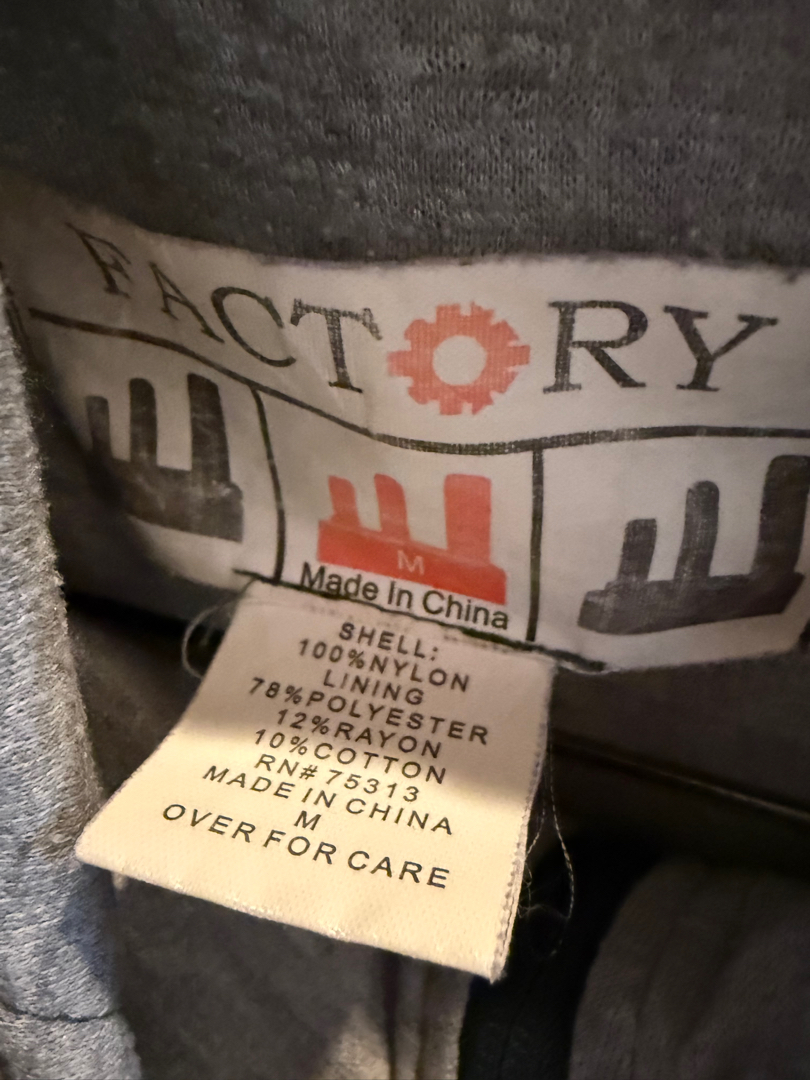 FACTORY
M
Made In China
SHELL:
100%NYLON
LINING
78%POLYESTER
12%RAYON
10%COTTON
RN# 75313
MADE IN CHINA
M
OVER FOR CARE